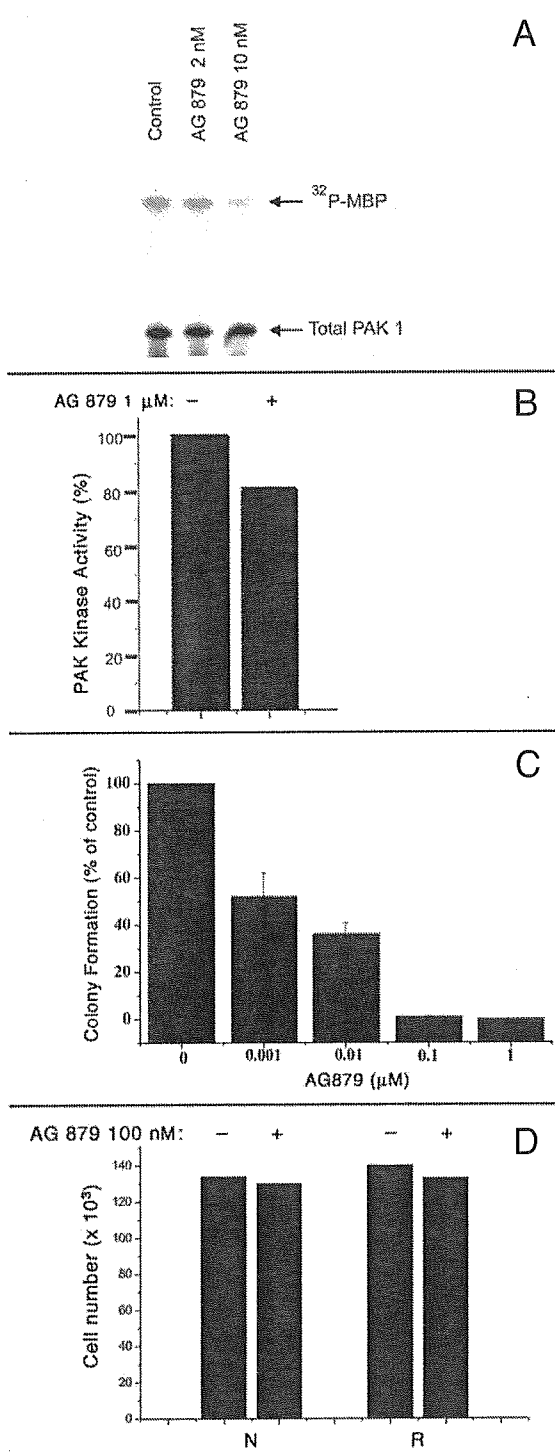 A
Control
AG 879 2 nM
AG 879 10 nM
32P-MBP
Total PAK 1
B
AG 879 1 μM: − +
PAK Kinase Activity (%)
100
80
60
40
20
0
C
Colony Formation (% of control)
100
80
60
40
20
0
0 0.001 0.01 0.1 1
AG879 (μM)
D
AG 879 100 nM: − + − +
Cell number (x 10³)
140
120
100
80
60
40
20
0
N R